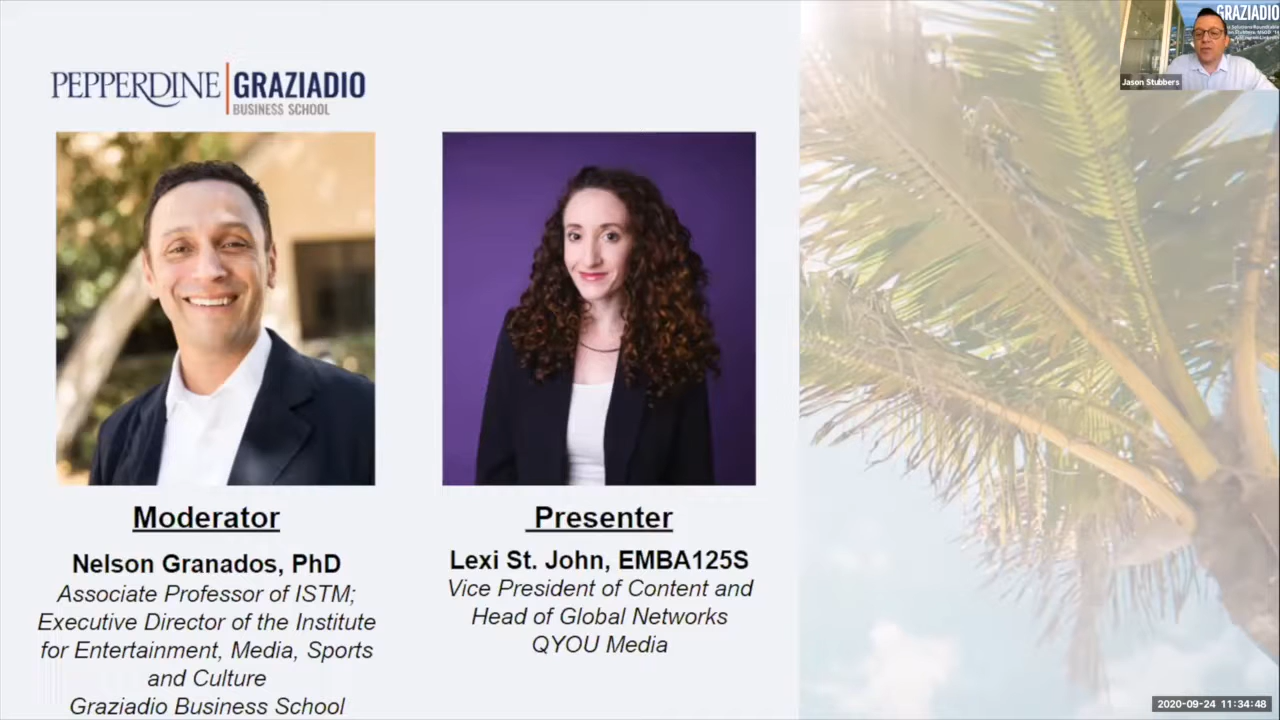 PEPPERDINE GRAZIADIO
BUSINESS SCHOOL
GRAZIADIO
Jason Stubbers
Moderator
Nelson Granados, PhD
Associate Professor of ISTM;
Executive Director of the Institute
for Entertainment, Media, Sports
and Culture
Graziadio Business School
Presenter
Lexi St. John, EMBA125S
Vice President of Content and
Head of Global Networks
QYOU Media
2020-09-24 11:34:48